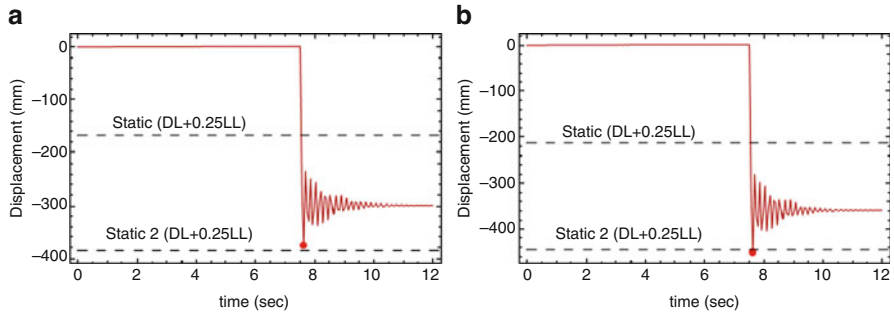 a
Displacement (mm)
0
−100
−200
−300
−400
Static (DL+0.25LL)
Static 2 (DL+0.25LL)
0 2 4 6 8 10 12
time (sec)
b
Displacement (mm)
0
−100
−200
−300
−400
Static (DL+0.25LL)
Static 2 (DL+0.25LL)
0 2 4 6 8 10 12
time (sec)